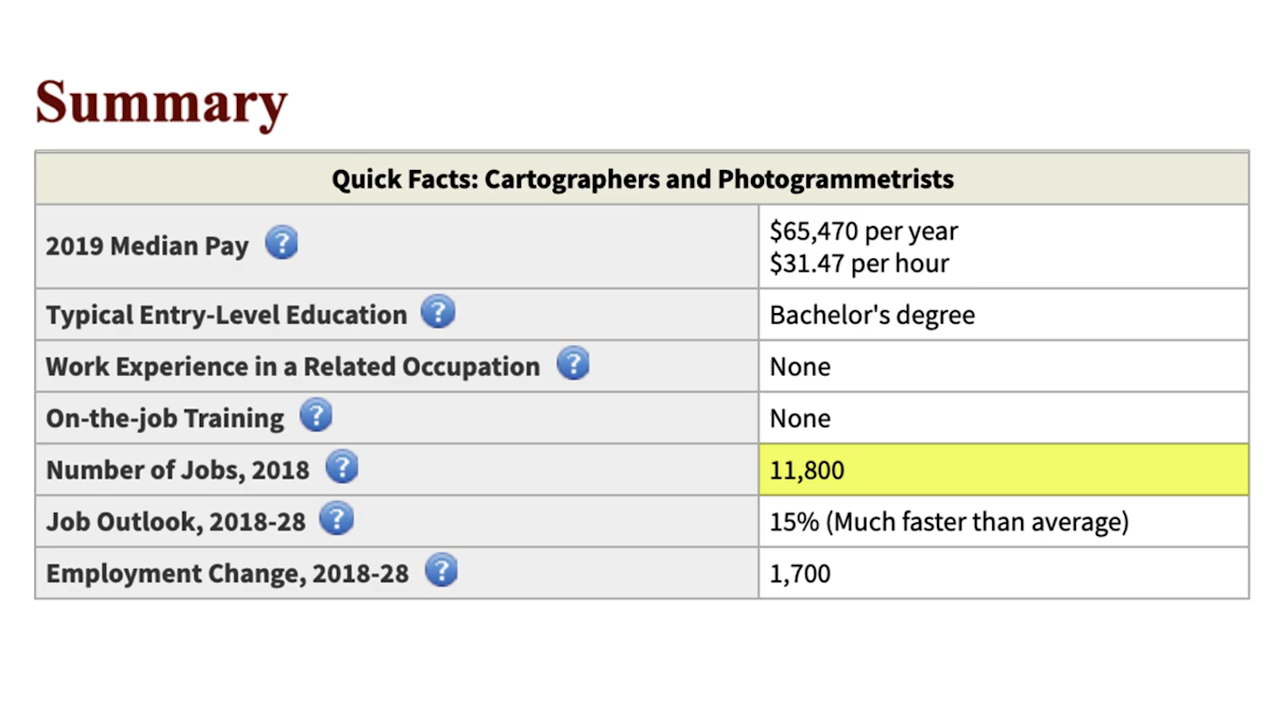 Summary
Quick Facts: Cartographers and Photogrammetrists
2019 Median Pay ?
$65,470 per year
$31.47 per hour
Typical Entry-Level Education ?
Bachelor's degree
Work Experience in a Related Occupation ?
None
On-the-job Training ?
None
Number of Jobs, 2018 ?
11,800
Job Outlook, 2018-28 ?
15% (Much faster than average)
Employment Change, 2018-28 ?
1,700